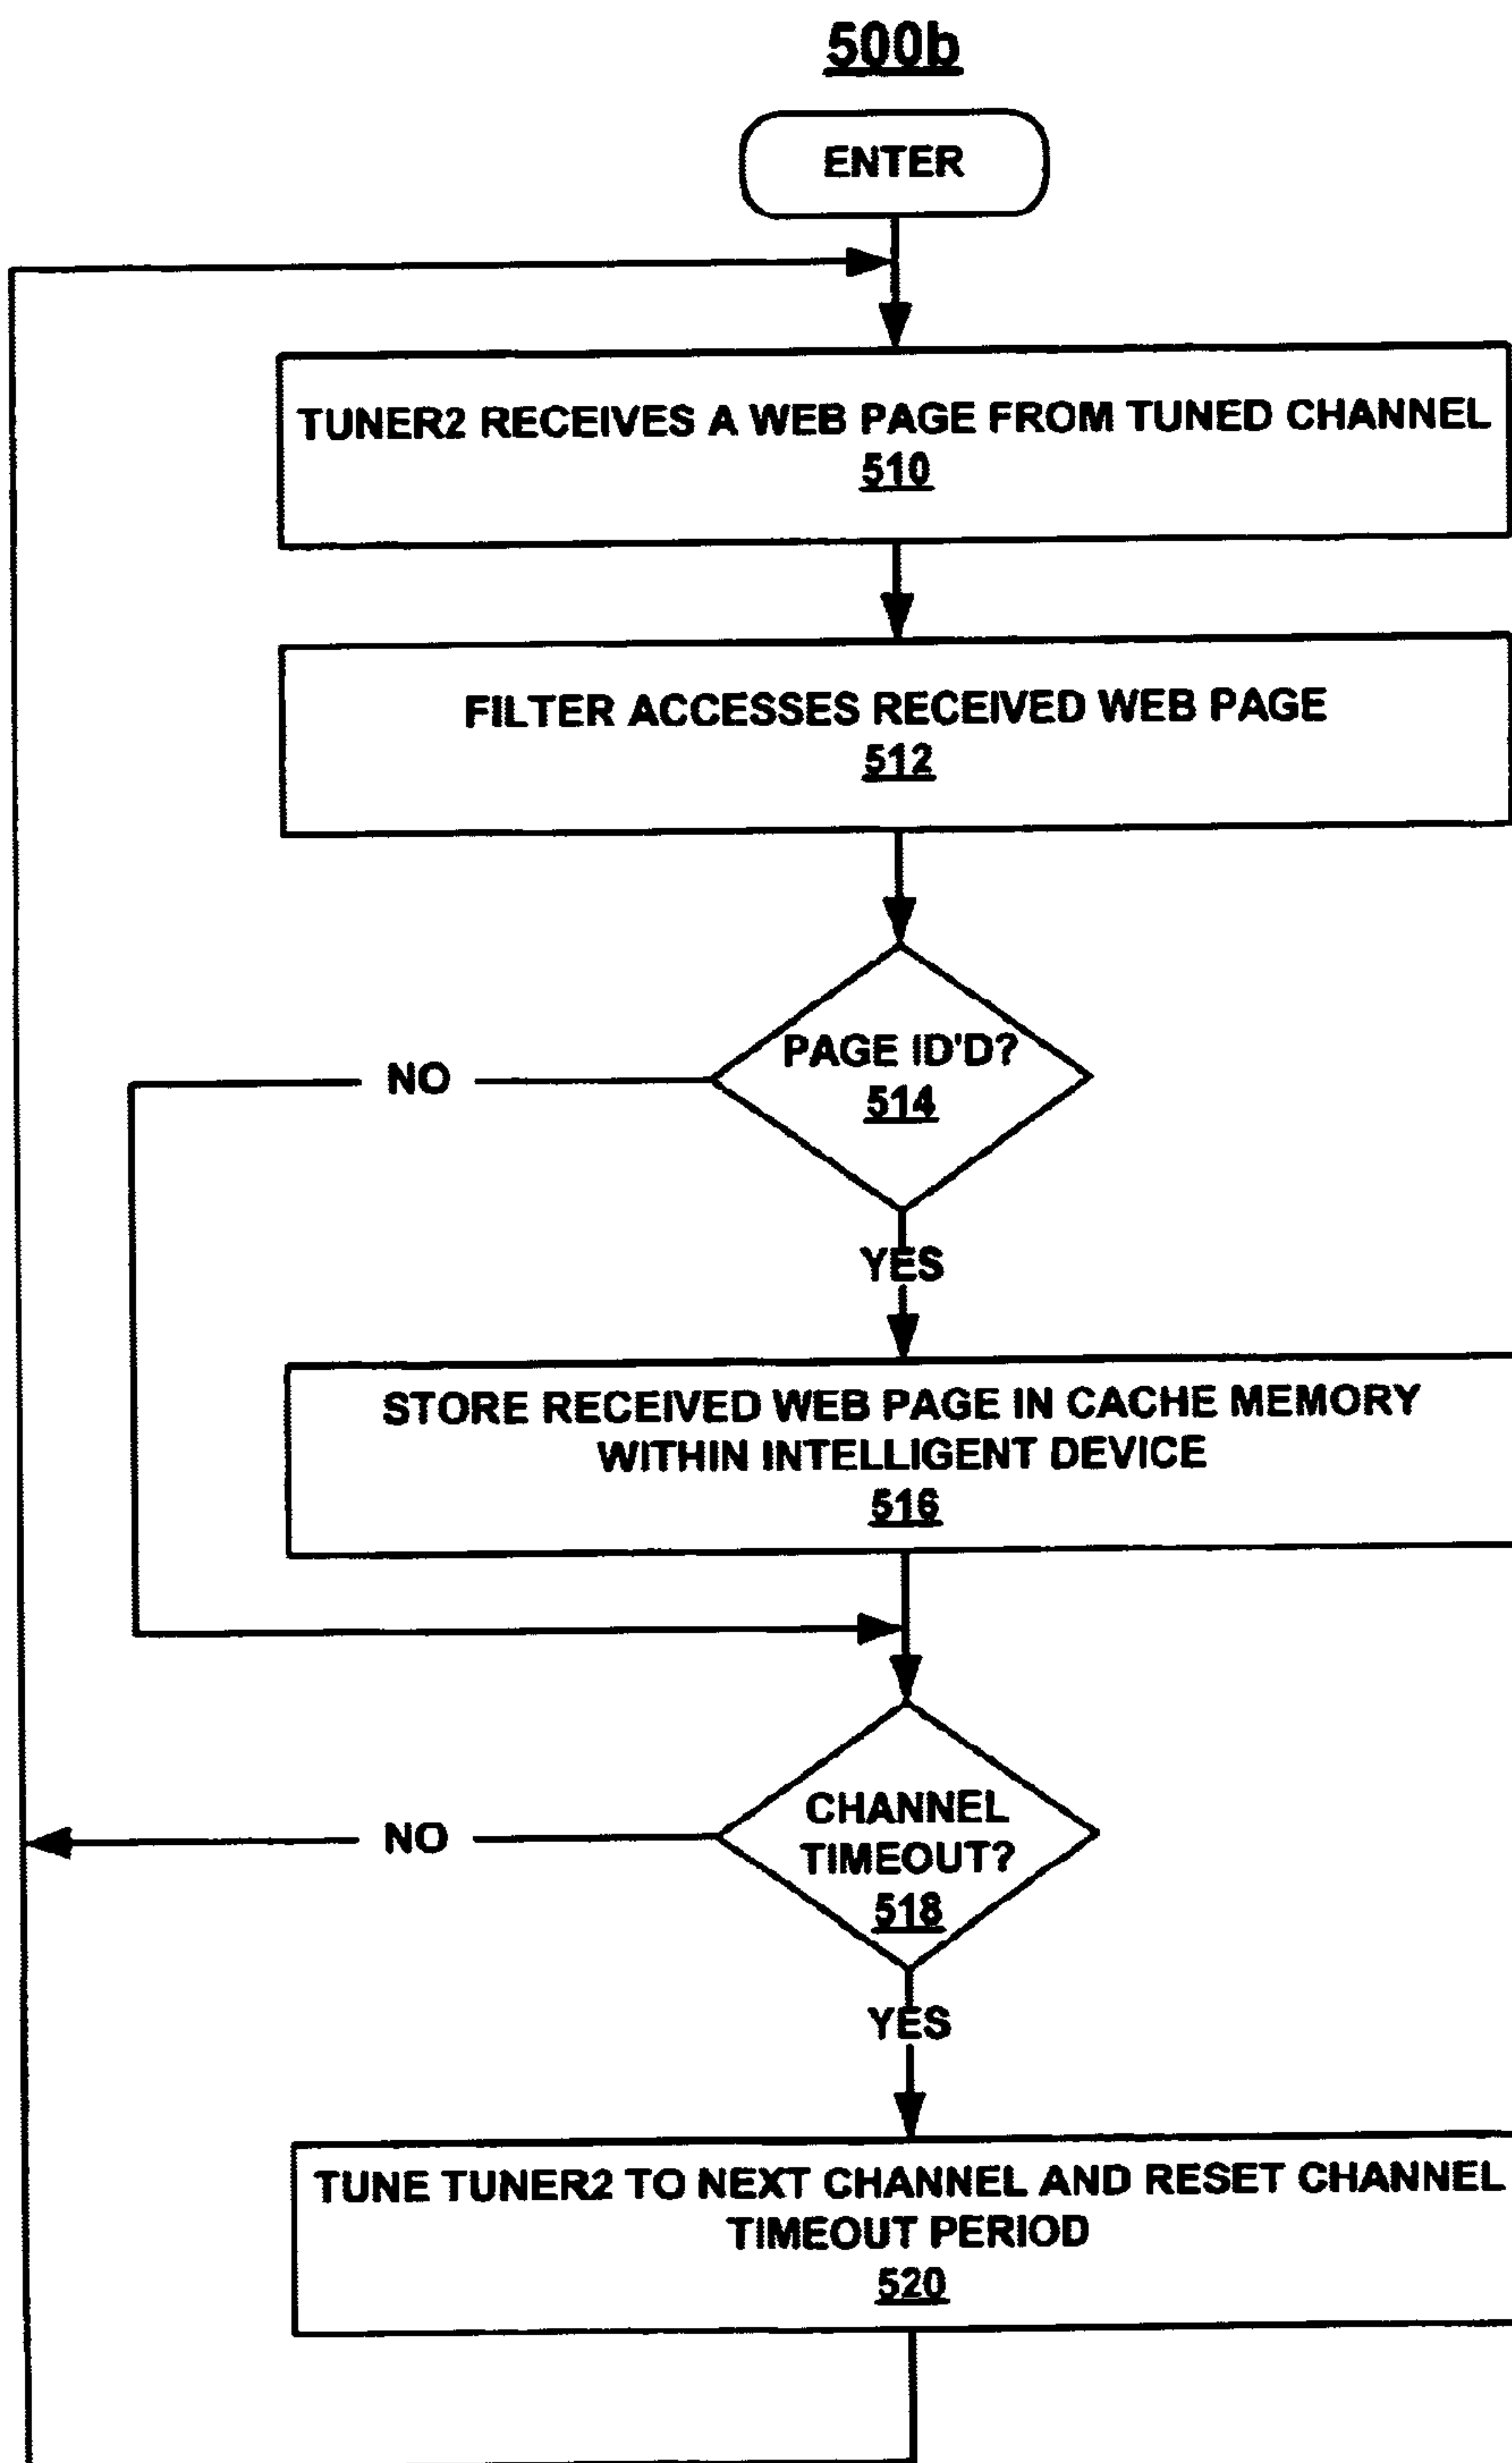 500b
ENTER
TUNER2 RECEIVES A WEB PAGE FROM TUNED CHANNEL
510
FILTER ACCESSES RECEIVED WEB PAGE
512
PAGE ID'D?
514
NO
YES
STORE RECEIVED WEB PAGE IN CACHE MEMORY
WITHIN INTELLIGENT DEVICE
516
CHANNEL
TIMEOUT?
518
NO
YES
TUNE TUNER2 TO NEXT CHANNEL AND RESET CHANNEL
TIMEOUT PERIOD
520